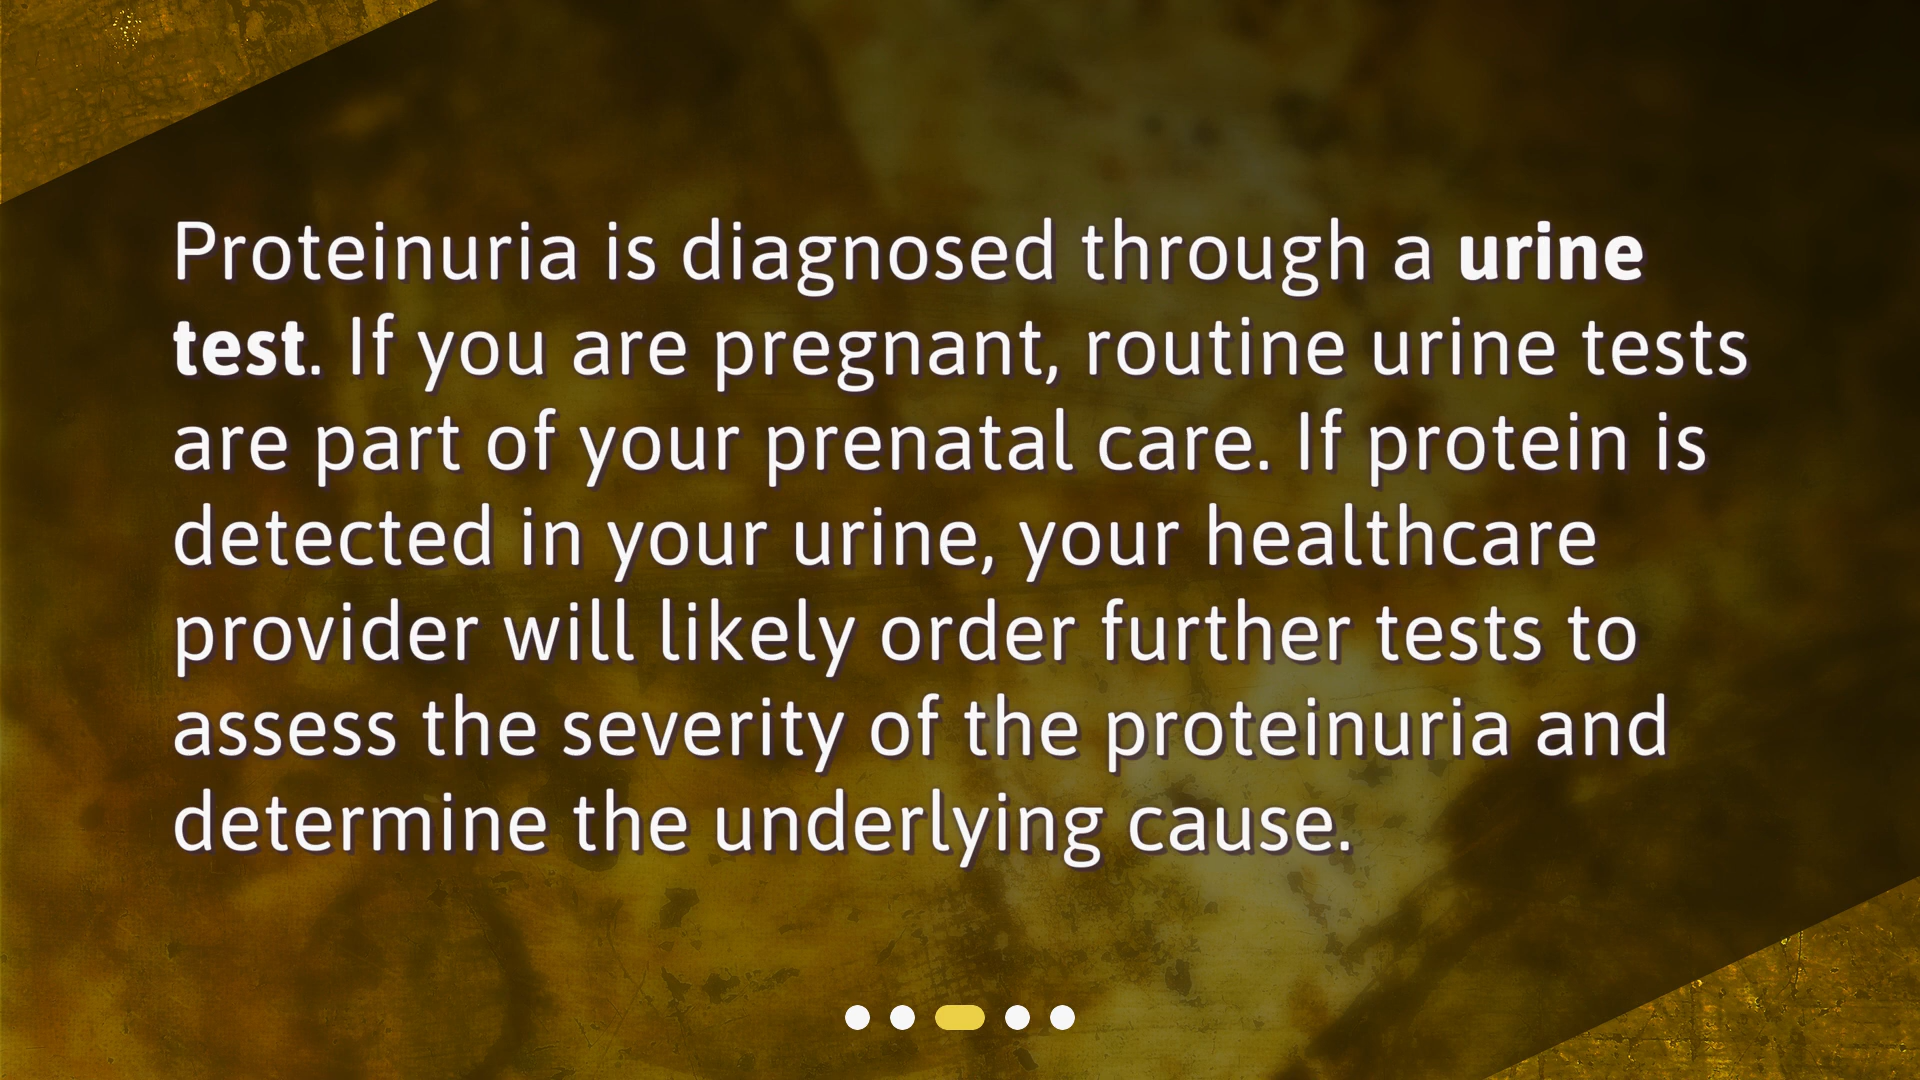 Proteinuria is diagnosed through a urine
test. If you are pregnant, routine urine tests
are part of your prenatal care. If protein is
detected in your urine, your healthcare
provider will likely order further tests to
assess the severity of the proteinuria and
determine the underlying cause.